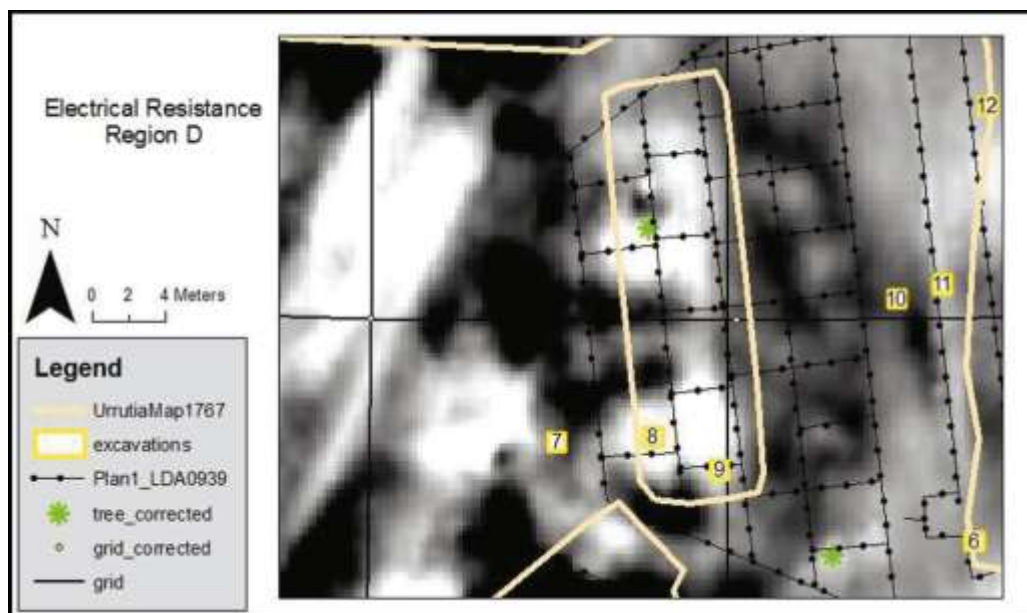 Electrical Resistance
Region D
N
0 2 4 Meters
Legend
UrrutiaMap1767
excavations
Plan1_LDA0939
tree_corrected
grid_corrected
grid
12
11
10
7
8
9
6